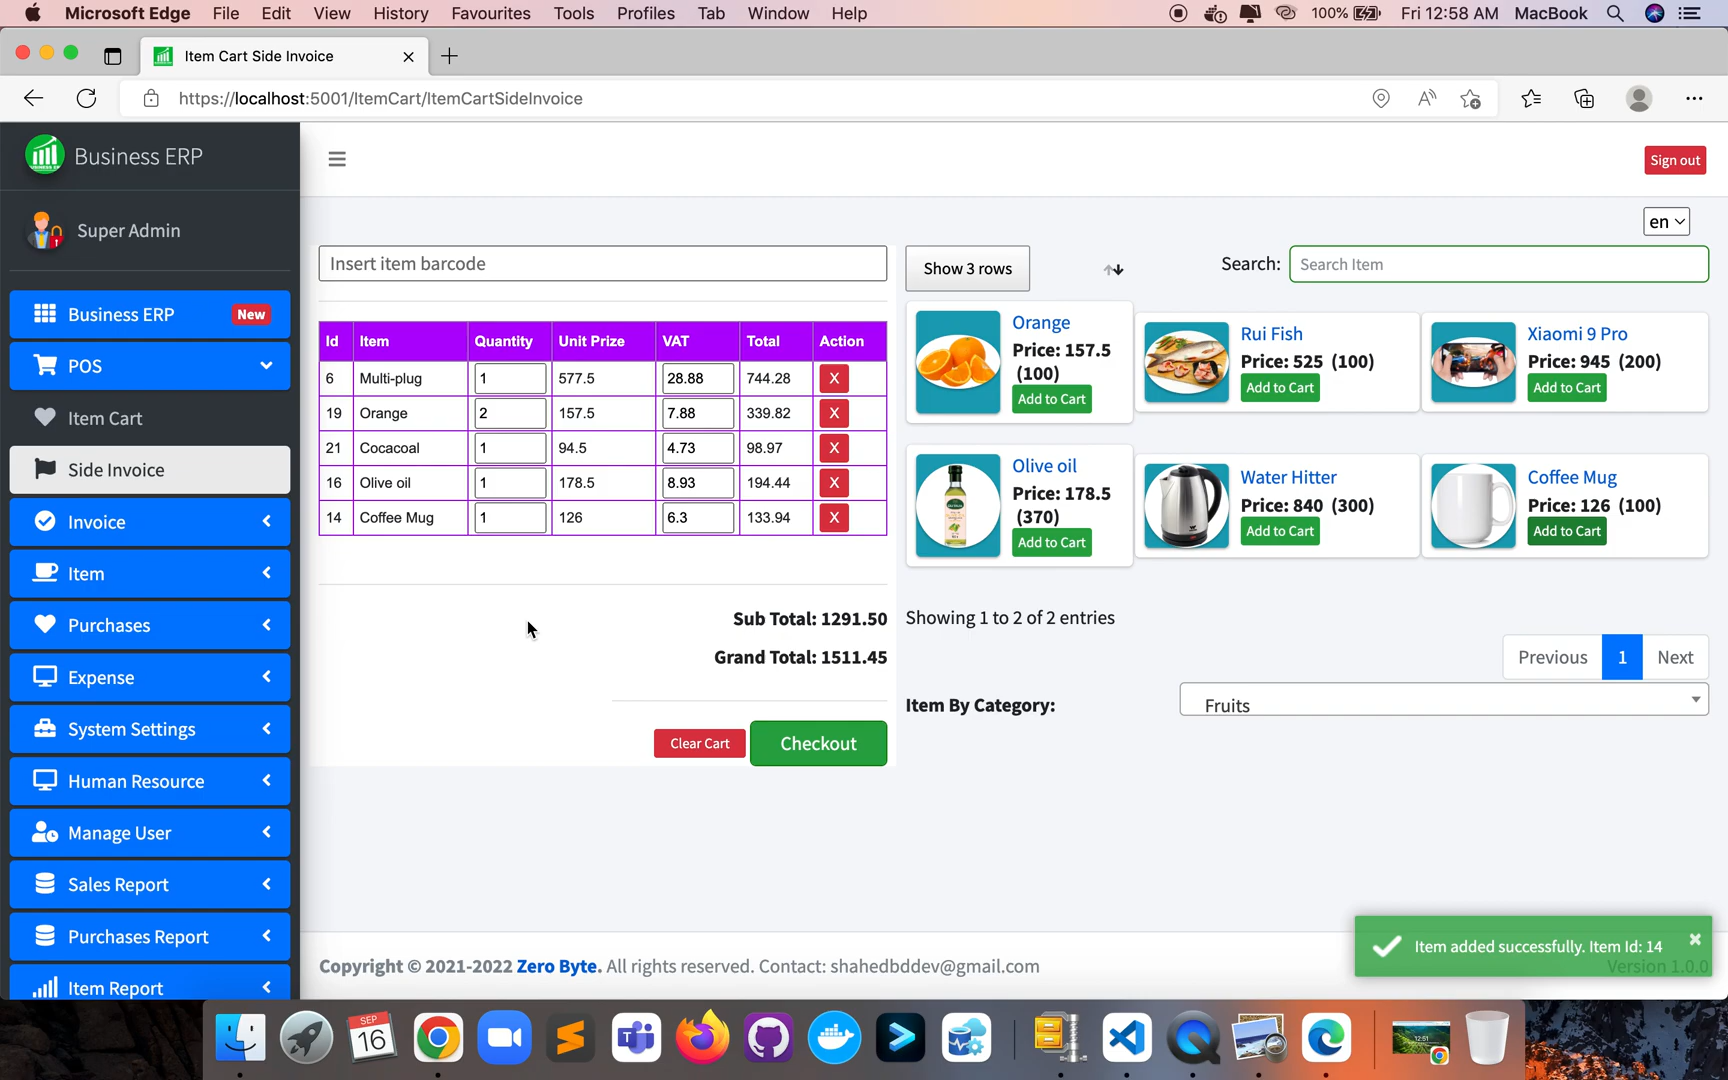 Microsoft Edge File Edit View History Favourites Tools Profiles Tab Window Help 100% Fri 12:58 AM MacBook
Item Cart Side Invoice
https://localhost:5001/ItemCart/ItemCartSideInvoice
Business ERP
Sign out
Super Admin
en
Insert item barcode
Show 3 rows
Search: Search Item
Business ERP New
POS
Item Cart
Side Invoice
Invoice
Item
Purchases
Expense
System Settings
Human Resource
Manage User
Sales Report
Purchases Report
Item Report
Id Item Quantity Unit Prize VAT Total Action
6 Multi-plug 1 577.5 28.88 744.28 X
19 Orange 2 157.5 7.88 339.82 X
21 Cocacoal 1 94.5 4.73 98.97 X
16 Olive oil 1 178.5 8.93 194.44 X
14 Coffee Mug 1 126 6.3 133.94 X
Sub Total: 1291.50
Grand Total: 1511.45
Clear Cart Checkout
Orange
Price: 157.5
(100)
Add to Cart
Rui Fish
Price: 525 (100)
Add to Cart
Xiaomi 9 Pro
Price: 945 (200)
Add to Cart
Olive oil
Price: 178.5
(370)
Add to Cart
Water Hitter
Price: 840 (300)
Add to Cart
Coffee Mug
Price: 126 (100)
Add to Cart
Showing 1 to 2 of 2 entries
Previous 1 Next
Item By Category: Fruits
Item added successfully. Item Id: 14
Copyright © 2021-2022 Zero Byte. All rights reserved. Contact: shahedbddev@gmail.com
Version 1.0.0
SEP
16
12:51